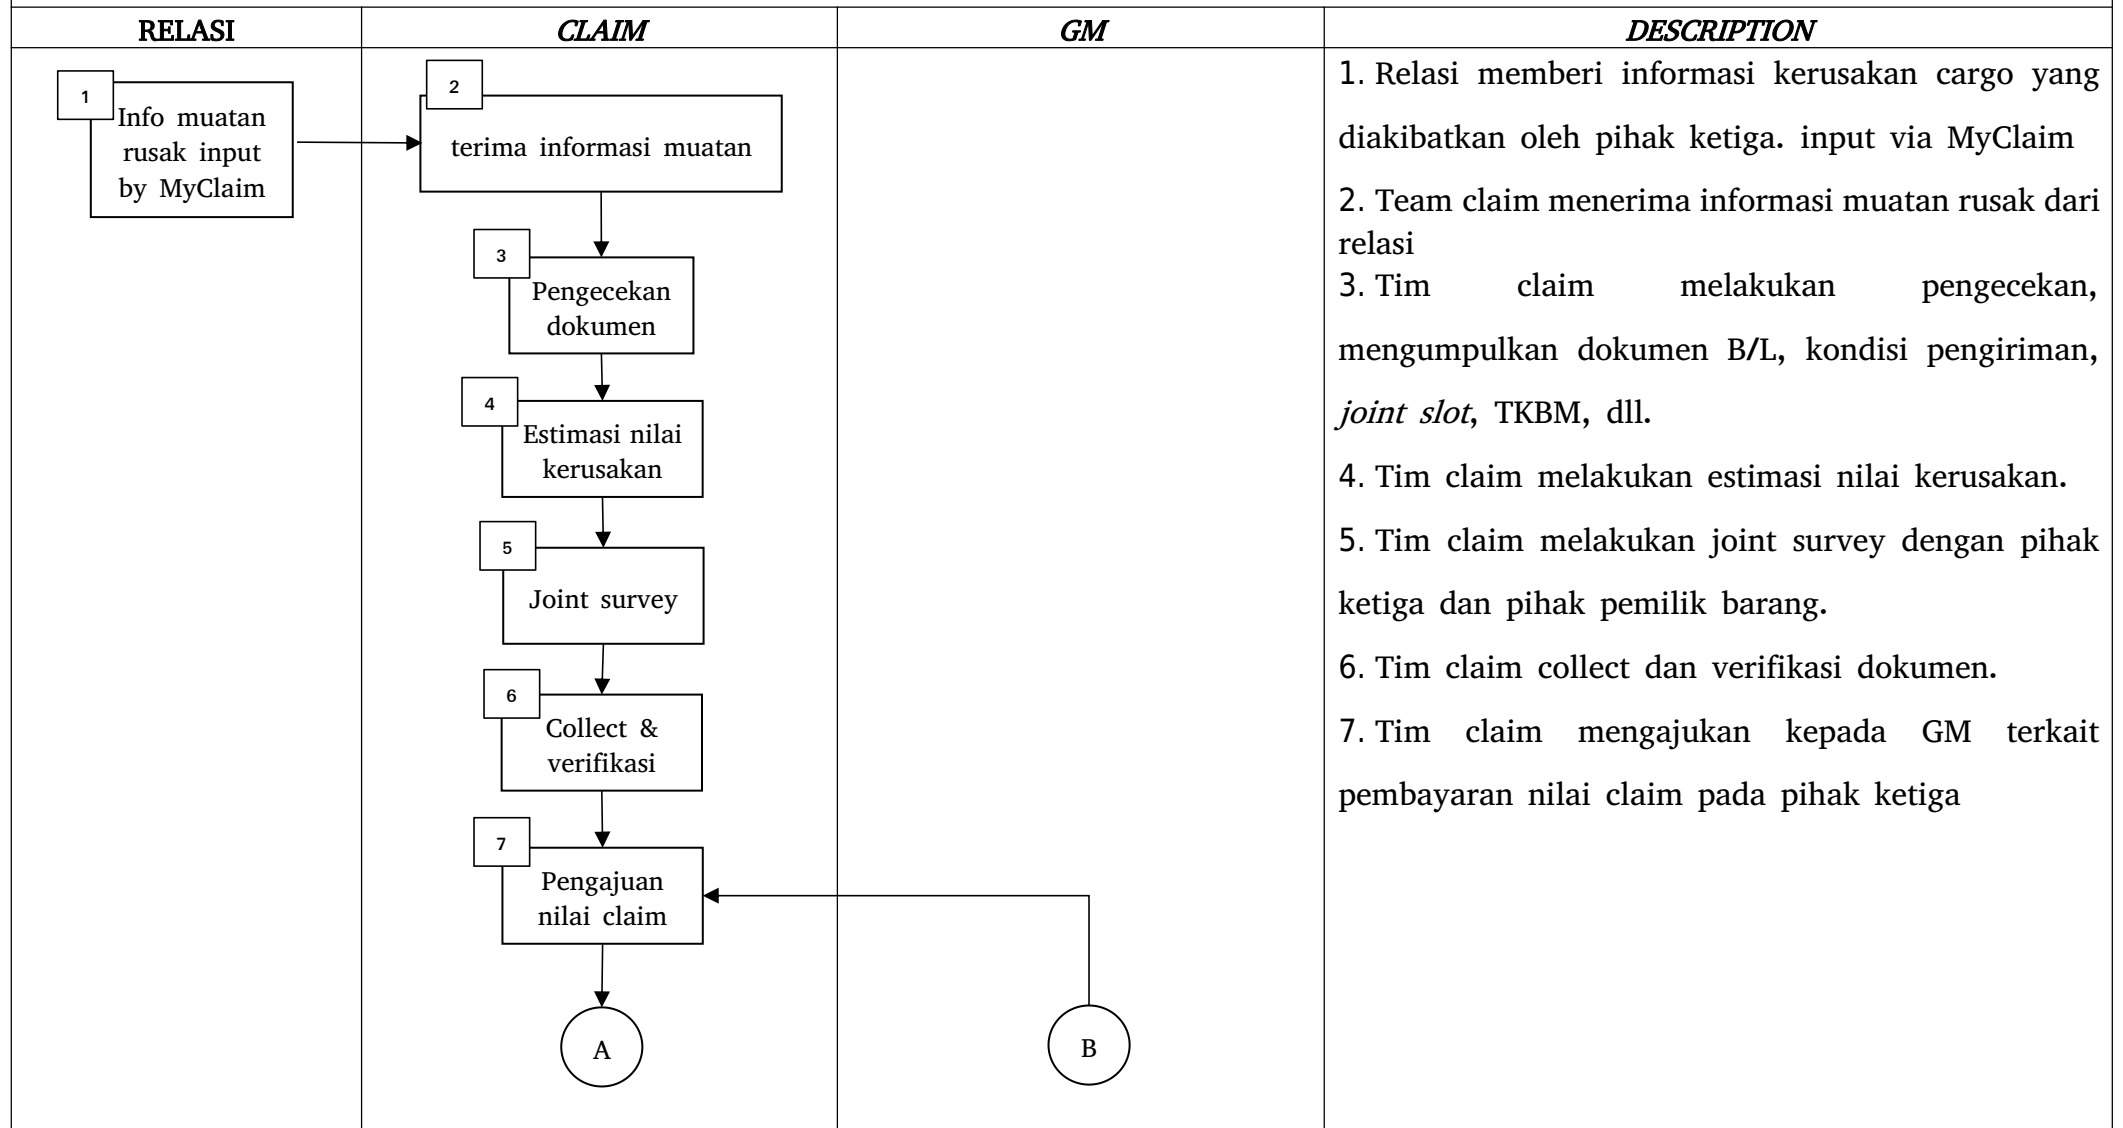 RELASI
CLAIM
GM
DESCRIPTION
1
Info muatan
rusak input
by MyClaim
2
terima informasi muatan
3
Pengecekan
dokumen
4
Estimasi nilai
kerusakan
5
Joint survey
6
Collect &
verifikasi
7
Pengajuan
nilai claim
A
B
1. Relasi memberi informasi kerusakan cargo yang
diakibatkan oleh pihak ketiga. input via MyClaim
2. Team claim menerima informasi muatan rusak dari
relasi
3. Tim claim melakukan pengecekan,
mengumpulkan dokumen B/L, kondisi pengiriman,
joint slot, TKBM, dll.
4. Tim claim melakukan estimasi nilai kerusakan.
5. Tim claim melakukan joint survey dengan pihak
ketiga dan pihak pemilik barang.
6. Tim claim collect dan verifikasi dokumen.
7. Tim claim mengajukan kepada GM terkait
pembayaran nilai claim pada pihak ketiga